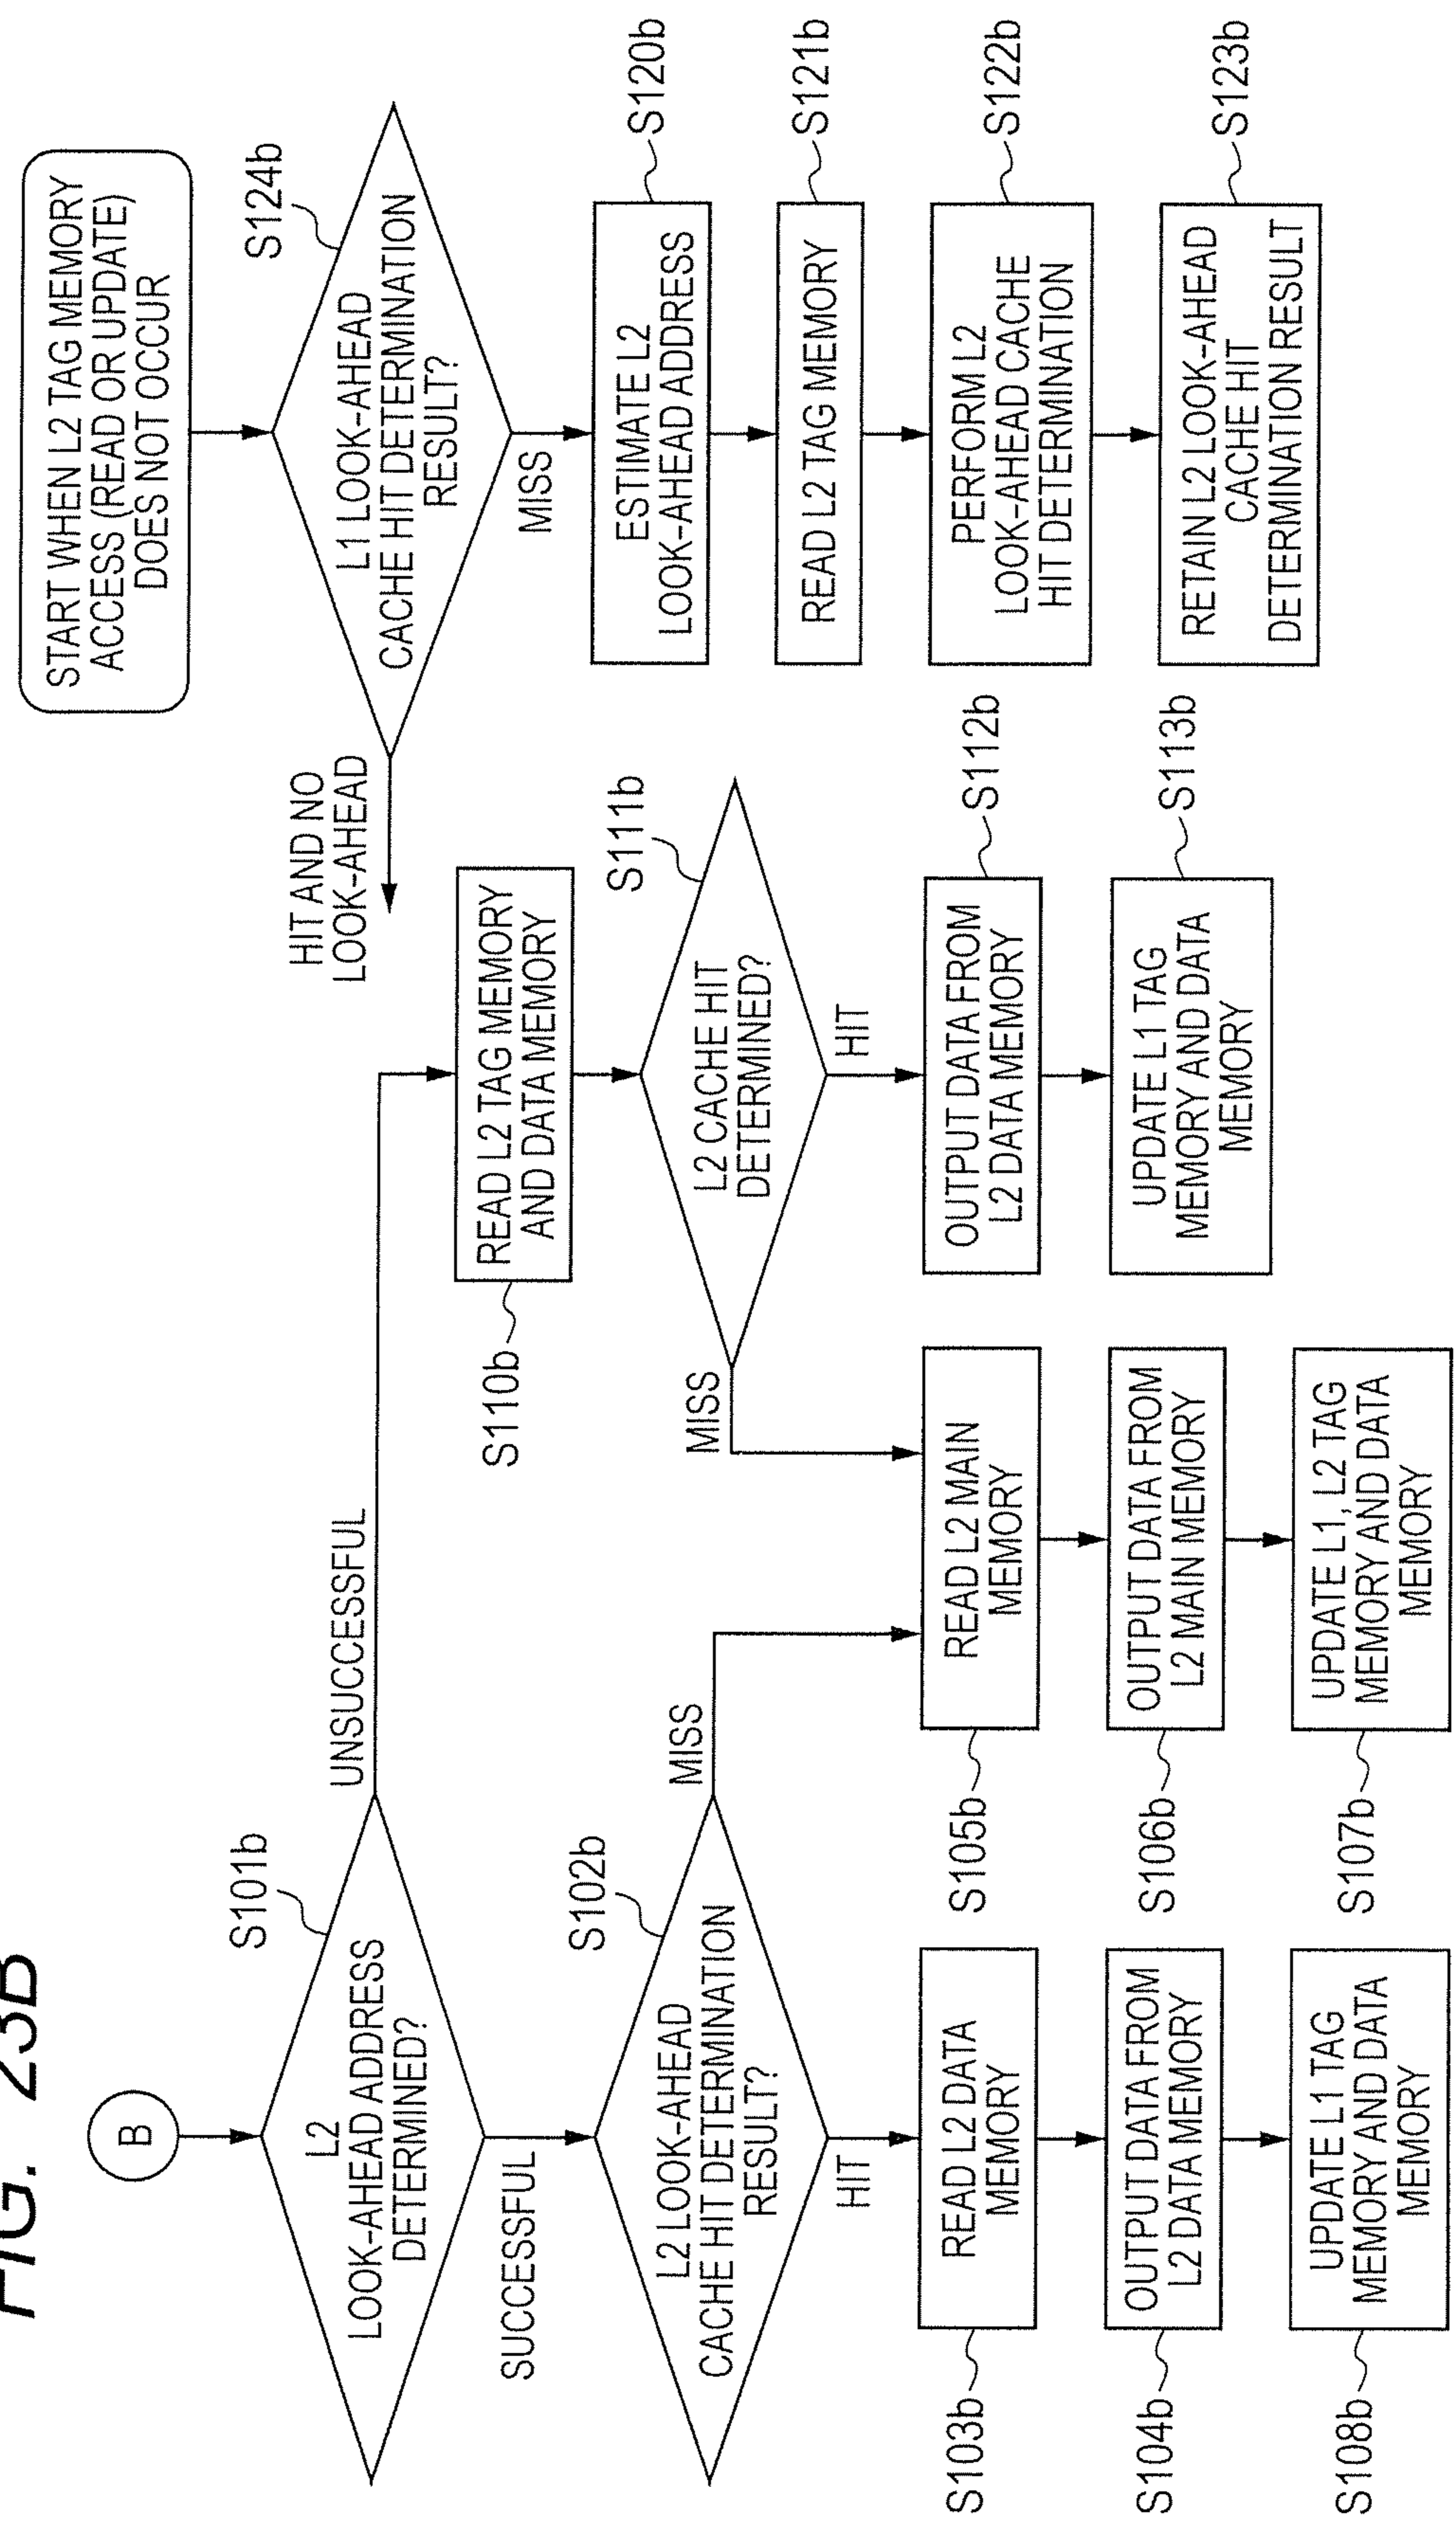 FIG. 23B
B
S101b
L2
LOOK-AHEAD ADDRESS
DETERMINED?
UNSUCCESSFUL
SUCCESSFUL
S102b
L2 LOOK-AHEAD
CACHE HIT DETERMINATION
RESULT?
MISS
HIT
S103b
READ L2 DATA
MEMORY
S104b
OUTPUT DATA FROM
L2 DATA MEMORY
S108b
UPDATE L1 TAG
MEMORY AND DATA
MEMORY
S105b
READ L2 MAIN
MEMORY
S106b
OUTPUT DATA FROM
L2 MAIN MEMORY
S107b
UPDATE L1, L2 TAG
MEMORY AND DATA
MEMORY
S110b
READ L2 TAG MEMORY
AND DATA MEMORY
S111b
L2 CACHE HIT
DETERMINED?
MISS
HIT
S112b
OUTPUT DATA FROM
L2 DATA MEMORY
S113b
UPDATE L1 TAG
MEMORY AND DATA
MEMORY
START WHEN L2 TAG MEMORY
ACCESS (READ OR UPDATE)
DOES NOT OCCUR
S124b
L1 LOOK-AHEAD
CACHE HIT DETERMINATION
RESULT?
HIT AND NO
LOOK-AHEAD
MISS
S120b
ESTIMATE L2
LOOK-AHEAD ADDRESS
S121b
READ L2 TAG MEMORY
S122b
PERFORM L2
LOOK-AHEAD CACHE
HIT DETERMINATION
S123b
RETAIN L2 LOOK-AHEAD
CACHE HIT
DETERMINATION RESULT